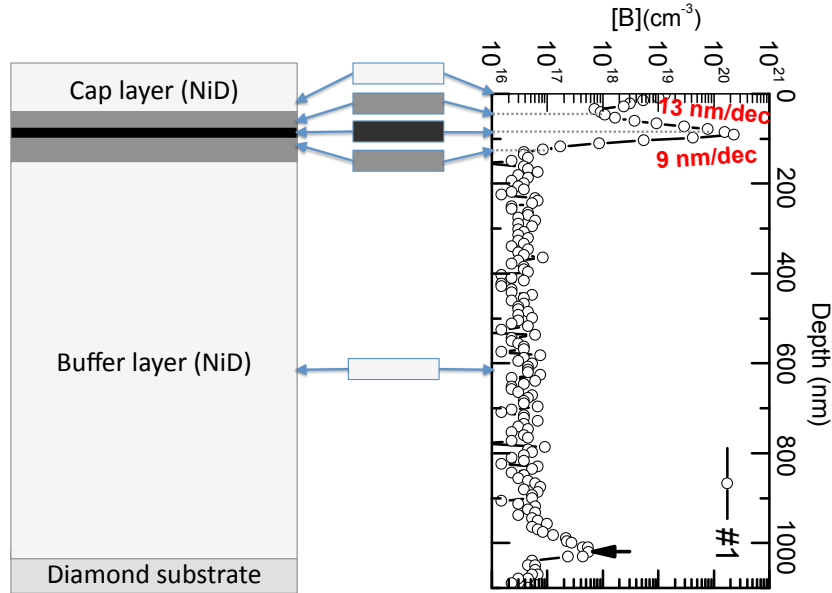 Cap layer (NiD)
Buffer layer (NiD)
Diamond substrate
[B](cm⁻³)
10¹⁶ 10¹⁷ 10¹⁸ 10¹⁹ 10²⁰ 10²¹
13 nm/dec
9 nm/dec
0
200
400
600
800
1000
Depth (nm)
#1